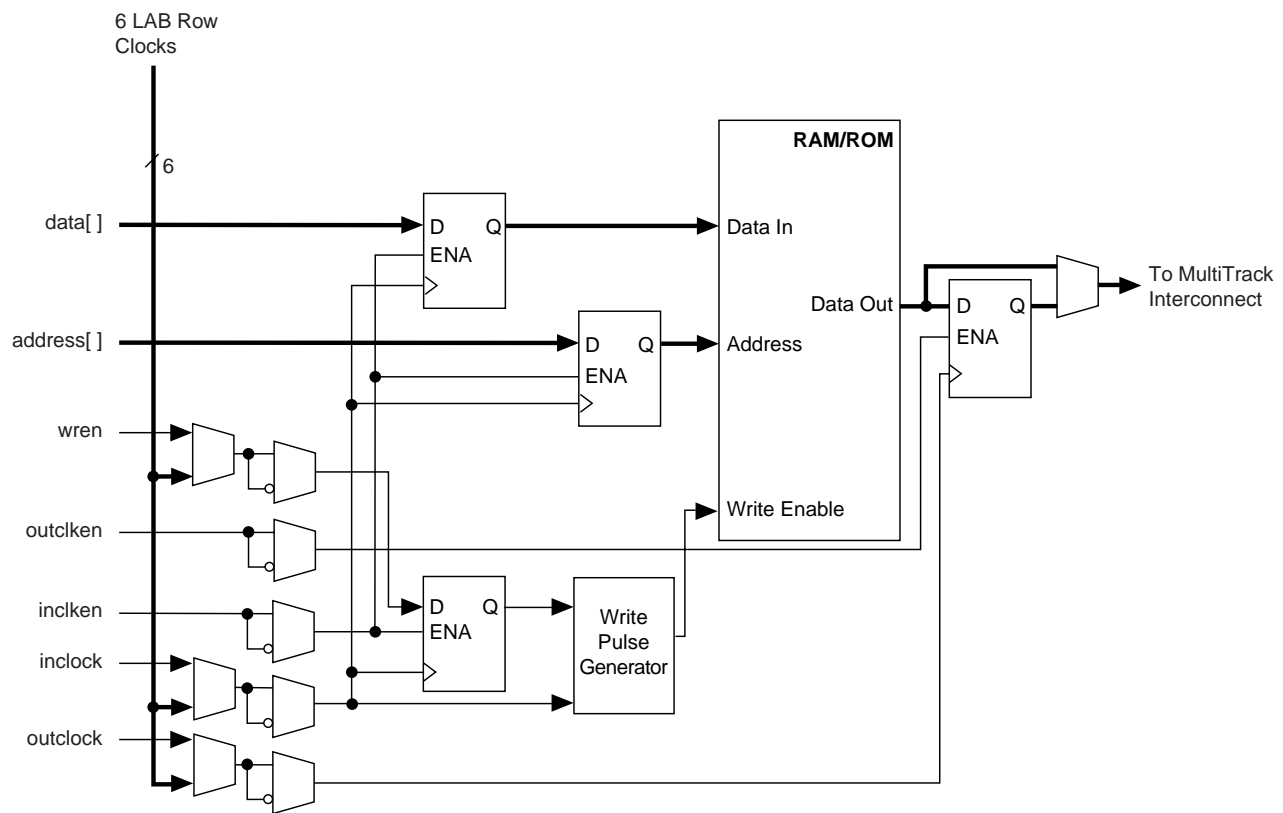 6 LAB Row
Clocks
6
RAM/ROM
data[ ]
D Q
ENA
Data In
address[ ]
D Q
ENA
Address
Data Out
D Q
ENA
To MultiTrack
Interconnect
wren
outclken
Write Enable
inclken
D Q
ENA
Write
Pulse
Generator
inclock
outclock